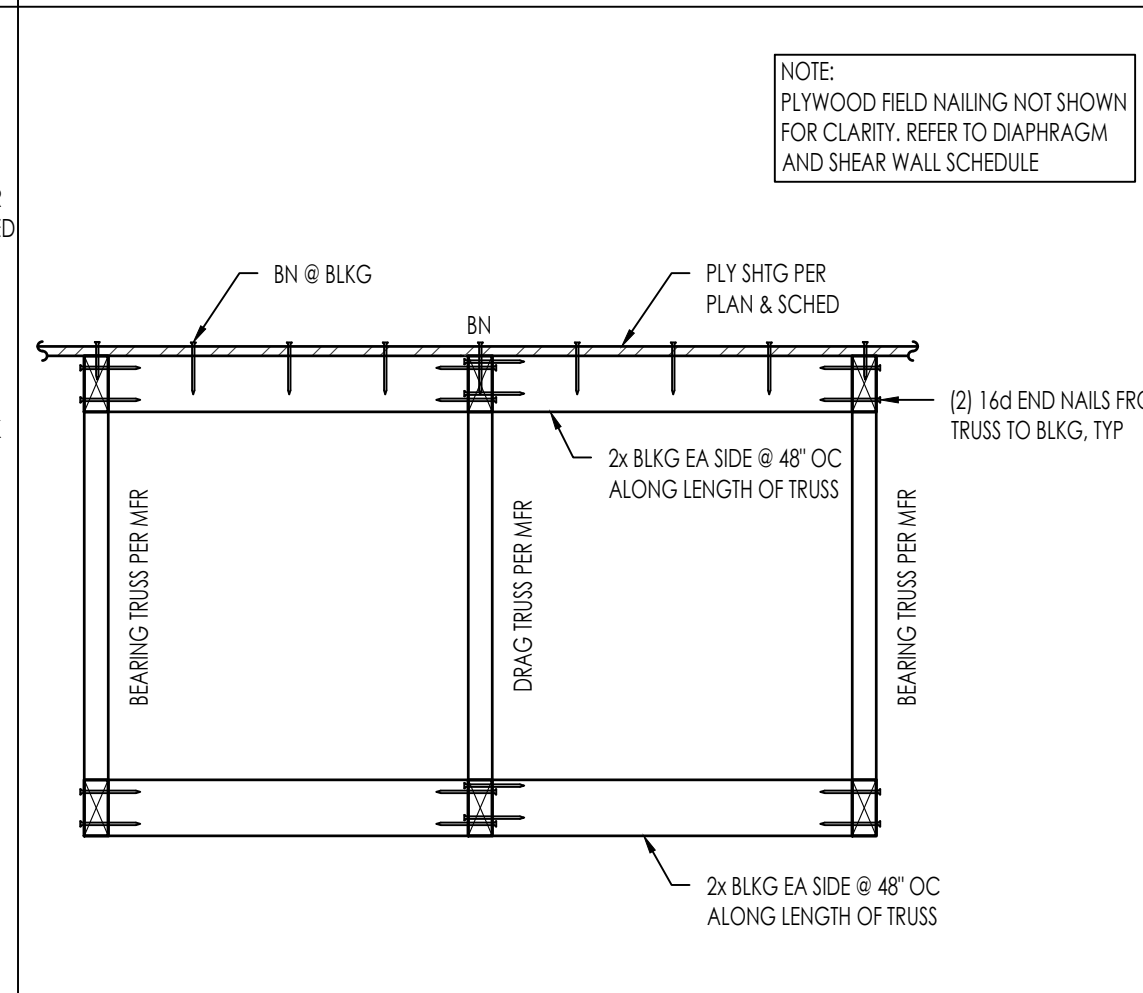 NOTE:
PLYWOOD FIELD NAILING NOT SHOWN
FOR CLARITY. REFER TO DIAPHRAGM
AND SHEAR WALL SCHEDULE
BN @ BLKG
PLY SHTG PER
PLAN & SCHED
BN
(2) 16d END NAILS
TRUSS TO BLKG, TYP
2x BLKG EA SIDE @ 48" OC
ALONG LENGTH OF TRUSS
BEARING TRUSS PER MFR
DRAG TRUSS PER MFR
BEARING TRUSS PER MFR
2x BLKG EA SIDE @ 48" OC
ALONG LENGTH OF TRUSS